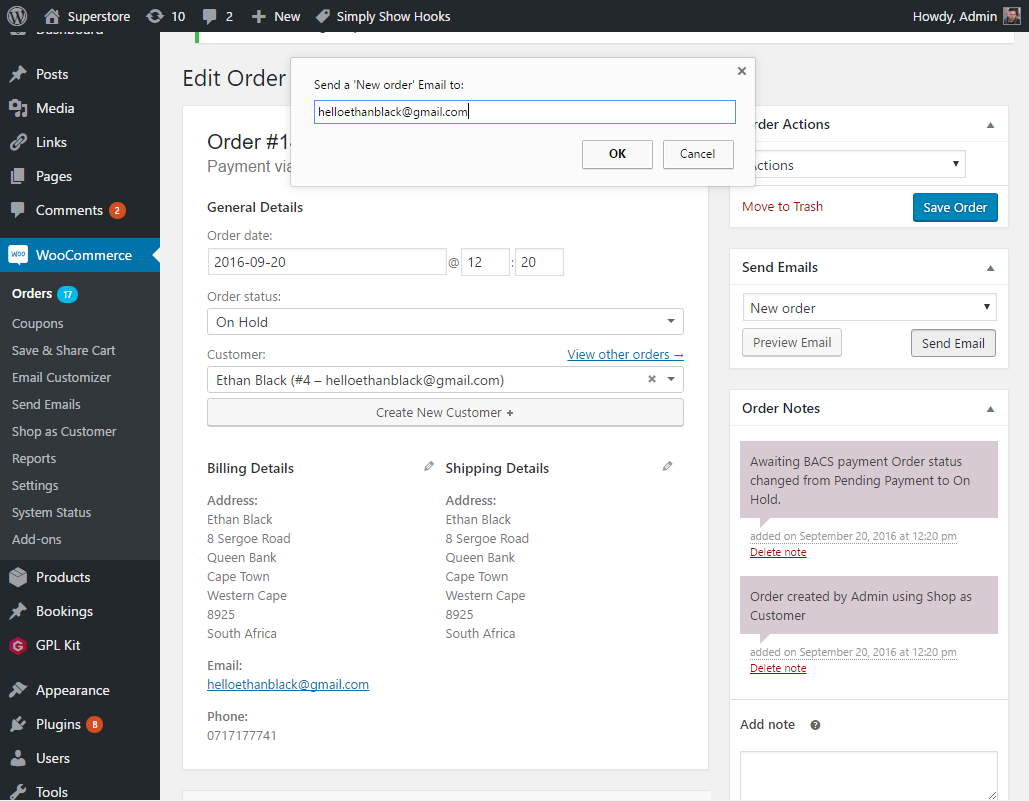 Superstore
10
2
New
Simply Show Hooks
Howdy, Admin
Dashboard
Posts
Media
Links
Pages
Comments 2
WOO WooCommerce
Orders 17
Coupons
Save & Share Cart
Email Customizer
Send Emails
Shop as Customer
Reports
Settings
System Status
Add-ons
Products
Bookings
GPL Kit
Appearance
Plugins 8
Users
Tools
Edit Order
Send a 'New order' Email to:
helloethanblack@gmail.com
OK
Cancel
Order #1
Payment via
General Details
Order date:
2016-09-20 @ 12 : 20
Order status:
On Hold
Customer:
View other orders →
Ethan Black (#4 – helloethanblack@gmail.com)
Create New Customer +
Billing Details
Address:
Ethan Black
8 Sergoe Road
Queen Bank
Cape Town
Western Cape
8925
South Africa
Email:
helloethanblack@gmail.com
Phone:
0717177741
Shipping Details
Address:
Ethan Black
8 Sergoe Road
Queen Bank
Cape Town
Western Cape
8925
South Africa
rder Actions
ctions
Move to Trash
Save Order
Send Emails
New order
Preview Email
Send Email
Order Notes
Awaiting BACS payment Order status
changed from Pending Payment to On
Hold.
added on September 20, 2016 at 12:20 pm
Delete note
Order created by Admin using Shop as
Customer
added on September 20, 2016 at 12:20 pm
Delete note
Add note ?